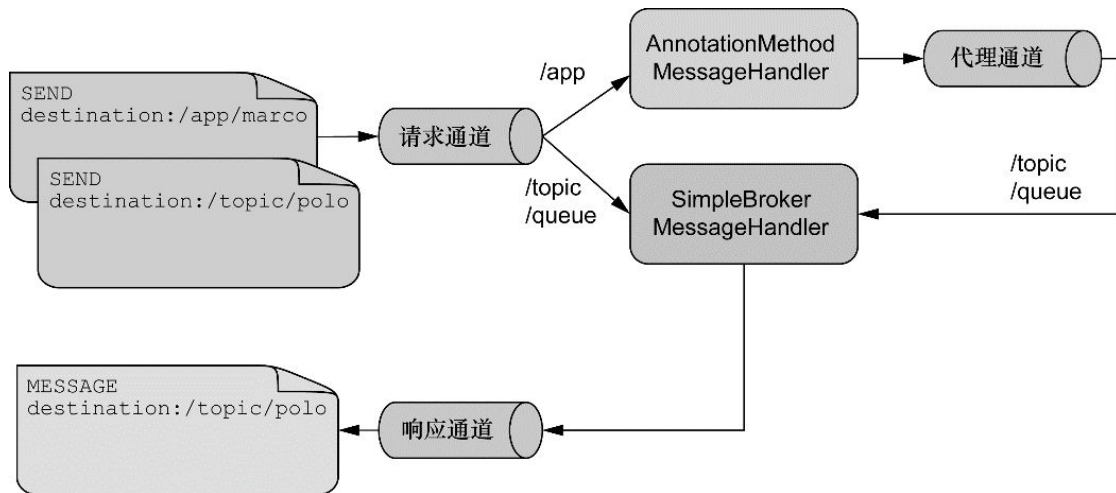 SEND
destination:/app/marco
SEND
destination:/topic/polo
请求通道
/app
/topic
/queue
AnnotationMethod
MessageHandler
代理通道
SimpleBroker
MessageHandler
/topic
/queue
MESSAGE
destination:/topic/polo
响应通道